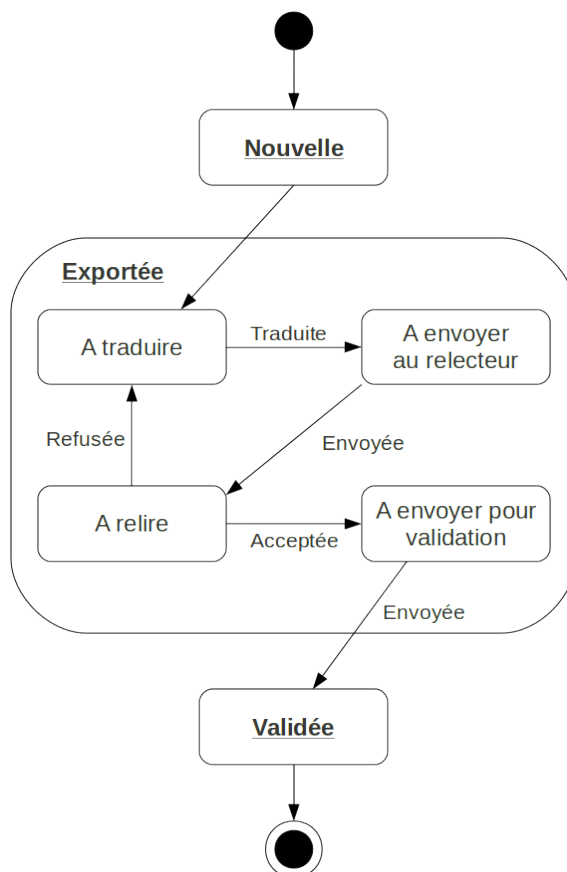 Nouvelle
Exportée
A traduire
Traduite
A envoyer
au relecteur
Refusée
Envoyée
A relire
Acceptée
A envoyer pour
validation
Envoyée
Validée